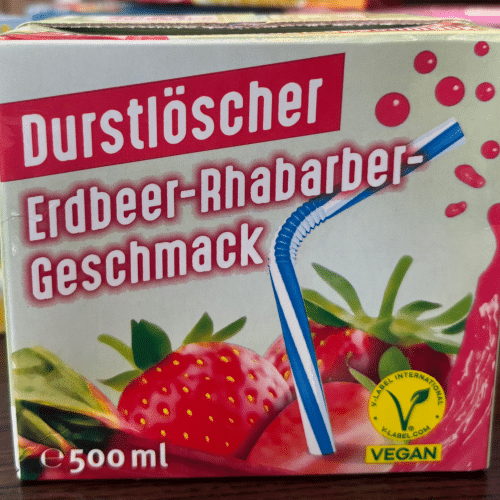 Durstlöscher
Erdbeer-Rhabarber-
Geschmack
V-LABEL INTERNATIONAL
V-LABEL.COM
VEGAN
℮500 ml